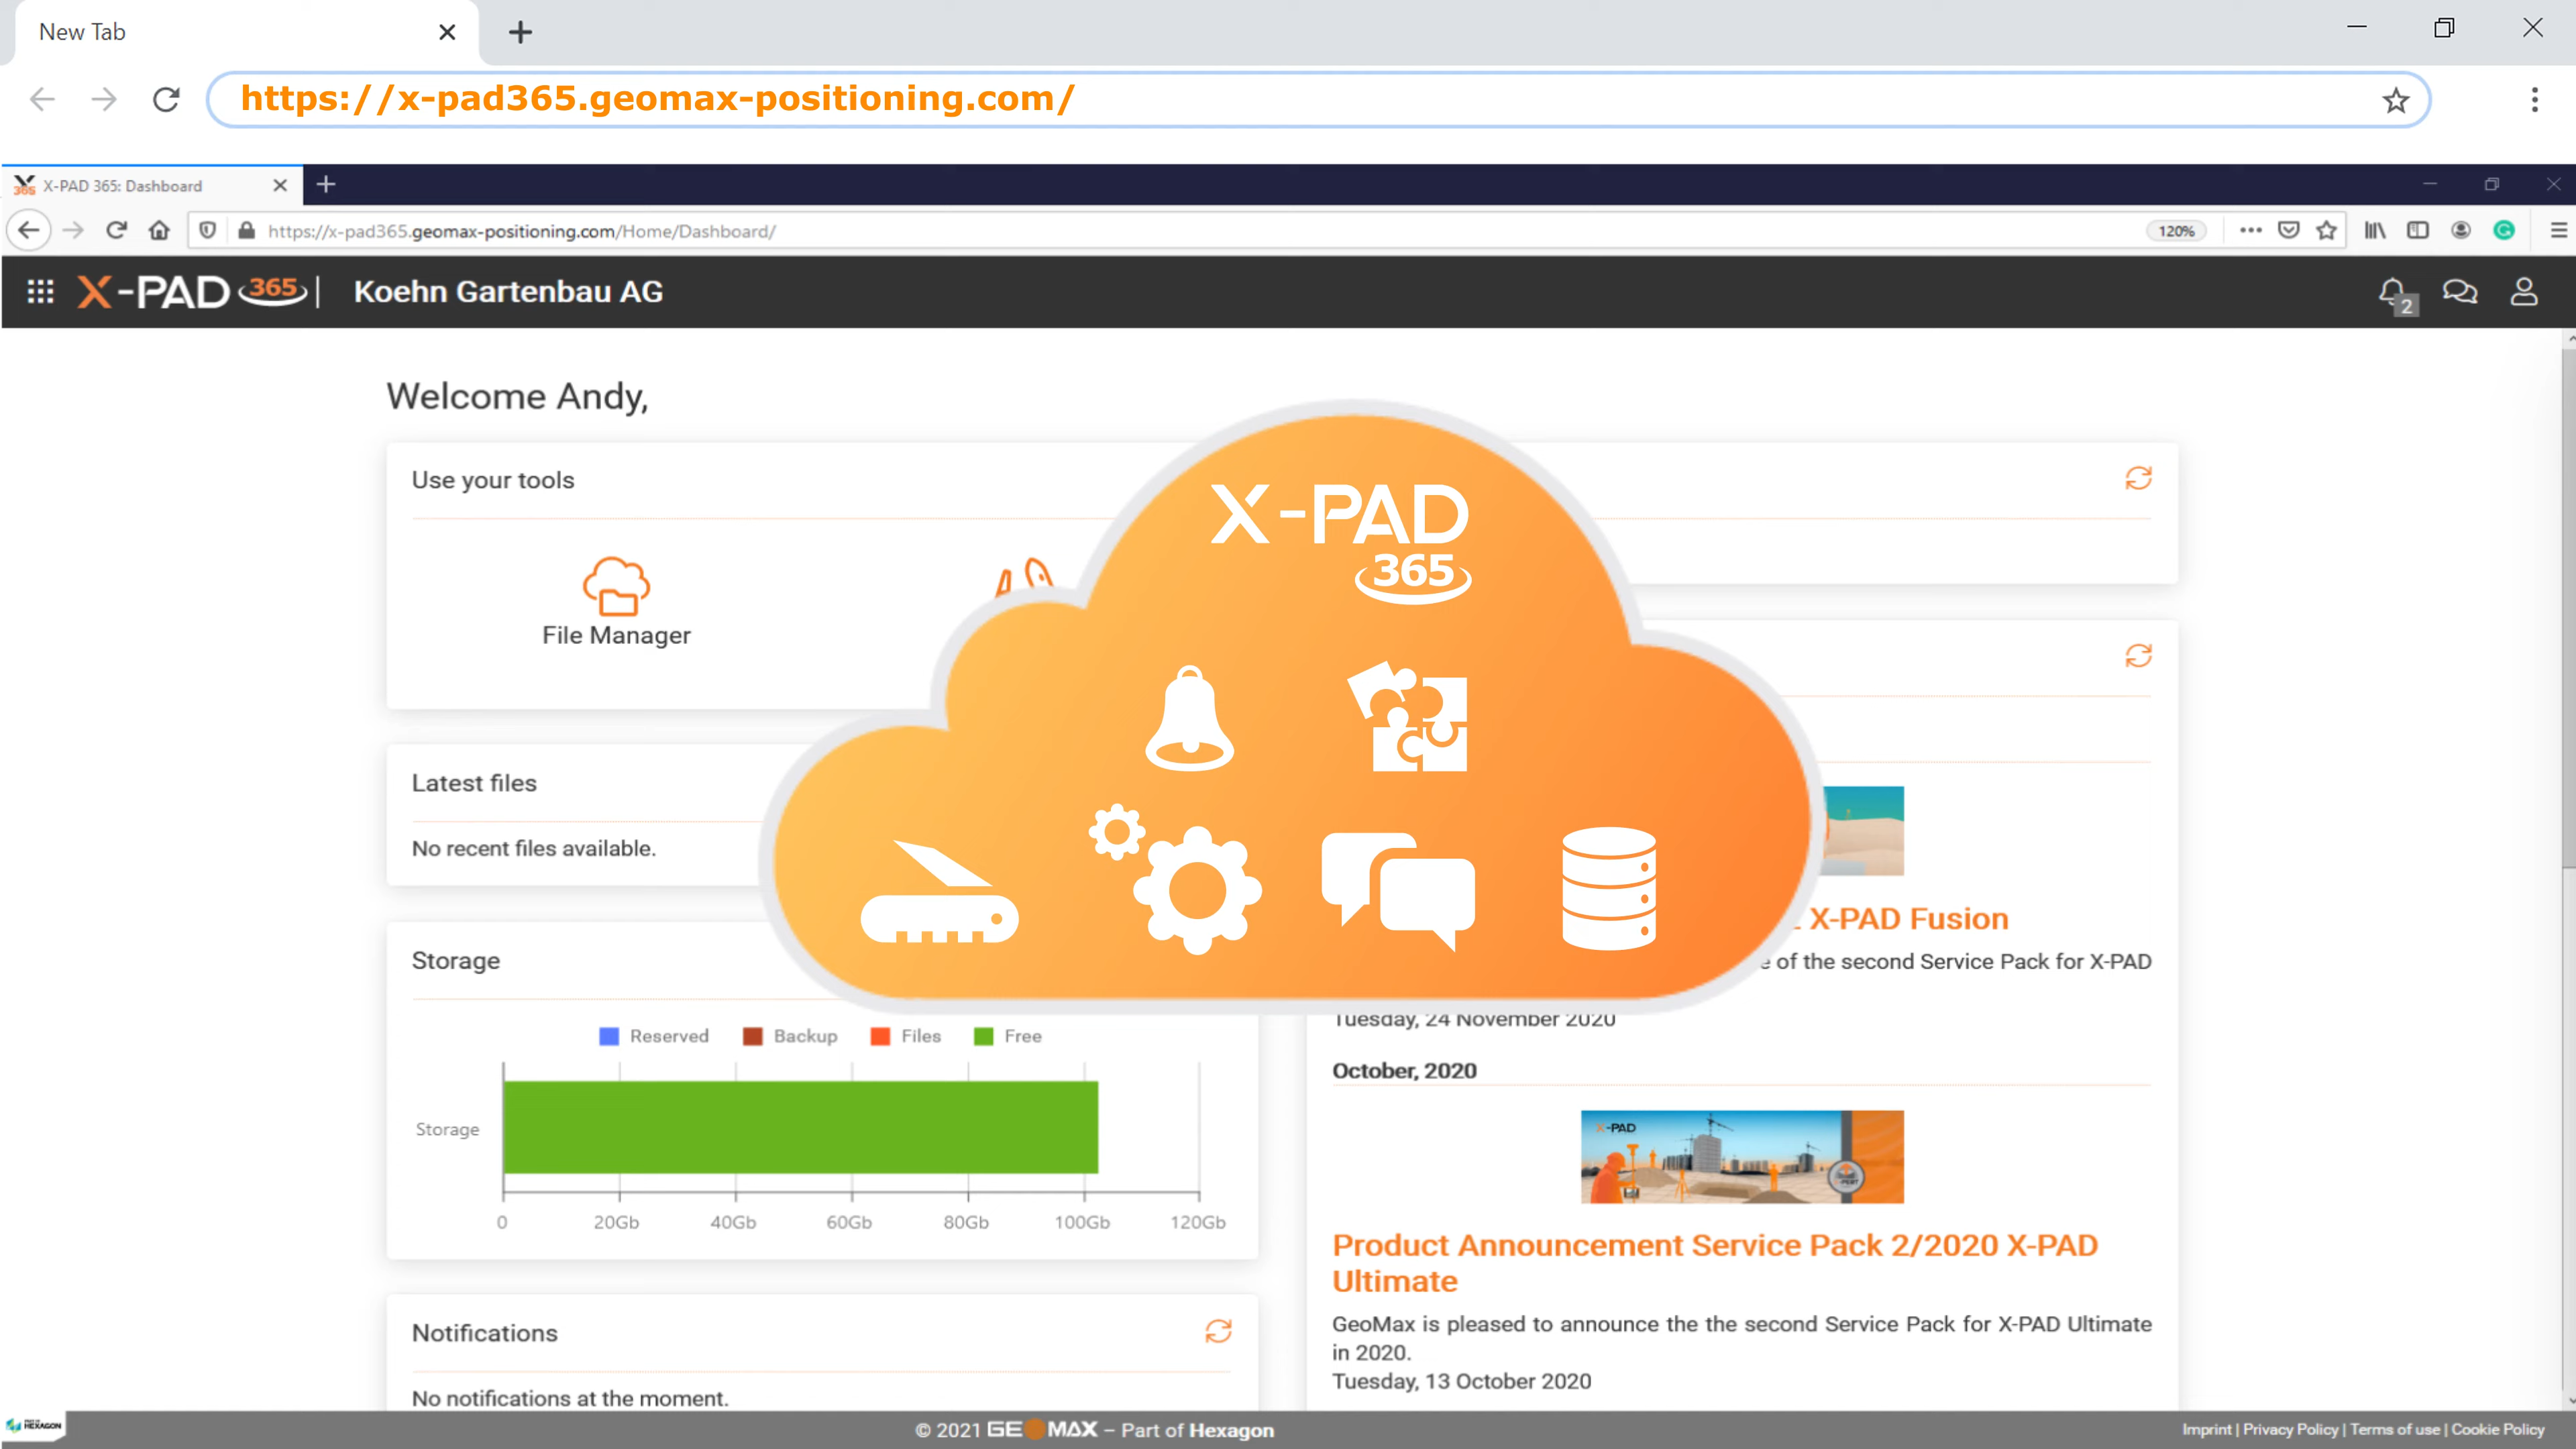 New Tab
https://x-pad365.geomax-positioning.com/
X-PAD 365: Dashboard
https://x-pad365.geomax-positioning.com/Home/Dashboard/
120%
X-PAD 365 | Koehn Gartenbau AG
2
Welcome Andy,
Use your tools
File Manager
X-PAD
365
Latest files
No recent files available.
X-PAD Fusion
of the second Service Pack for X-PAD
Tuesday, 24 November 2020
Storage
Reserved Backup Files Free
Storage
0 20Gb 40Gb 60Gb 80Gb 100Gb 120Gb
October, 2020
X-PAD
Product Announcement Service Pack 2/2020 X-PAD
Ultimate
GeoMax is pleased to announce the the second Service Pack for X-PAD Ultimate
in 2020.
Tuesday, 13 October 2020
Notifications
No notifications at the moment.
HEXAGON
© 2021 GEOMAX – Part of Hexagon
Imprint | Privacy Policy | Terms of use | Cookie Policy